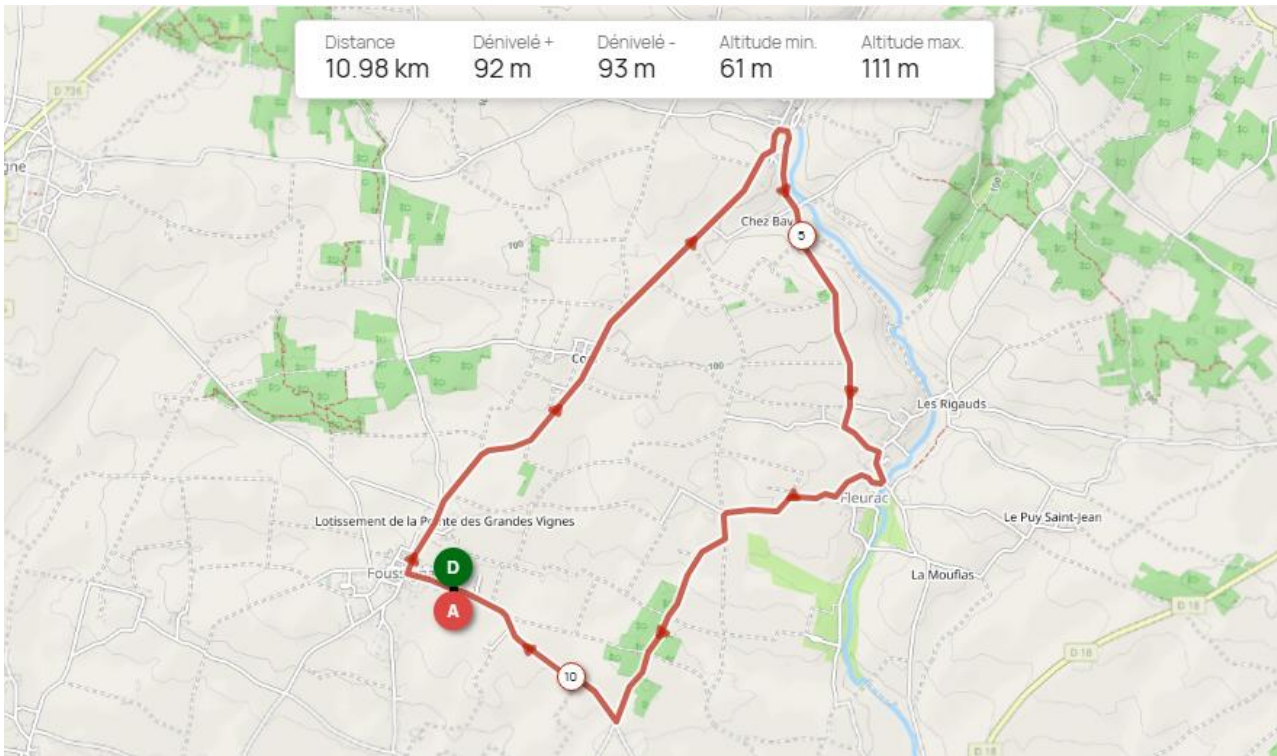 Distance Dénivelé + Dénivelé - Altitude min. Altitude max.
10.98 km 92 m 93 m 61 m 111 m
D 736
100
Chez
5
100
100
Les Rigauds
Fleurac
Le Puy Saint-Jean
Lotissement de la Pointe des Grandes Vignes
D
La Mouflas
A
D 18
D 18
10